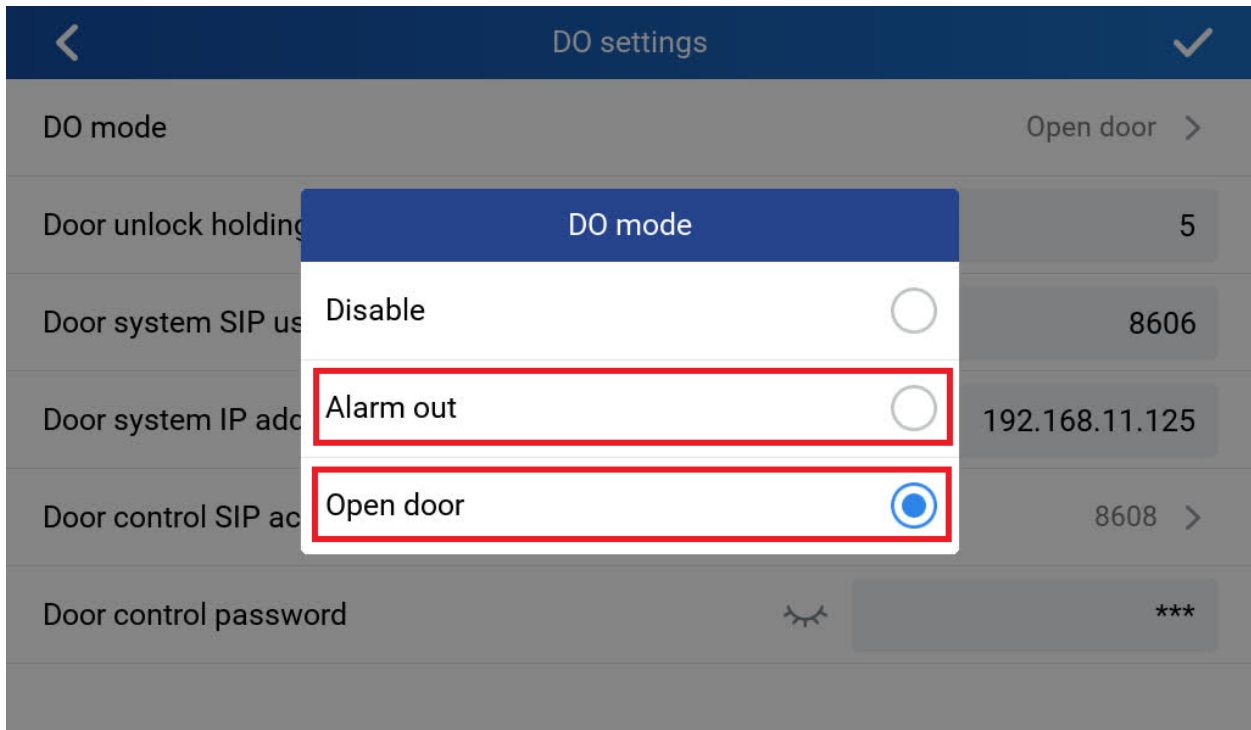 DO settings
DO mode
Open door
Door unlock holding
5
Door system SIP us
8606
Door system IP add
192.168.11.125
Door control SIP ac
8608
Door control password
***
DO mode
Disable
Alarm out
Open door